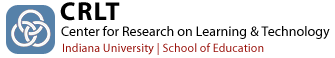 CRLT
Center for Research on Learning & Technology
Indiana University | School of Education